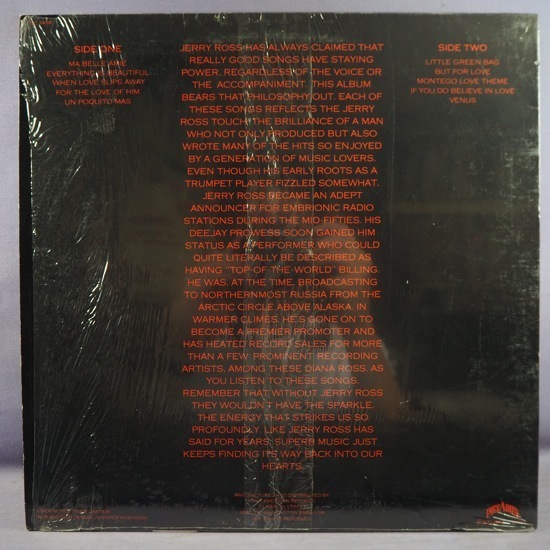 SIDE ONE
MA BELLE AMIE
EVERYTHING IS BEAUTIFUL
WHEN LOVE SLIPS AWAY
FOR THE LOVE OF HIM
UN POQUITO MAS
JERRY ROSS HAS ALWAYS CLAIMED THAT
REALLY GOOD SONGS HAVE STAYING
POWER. REGARDLESS OF THE VOICE OR
THE ACCOMPANIMENT. THIS ALBUM
BEARS THAT PHILOSOPHY OUT. EACH OF
THESE SONGS REFLECTS THE JERRY
ROSS TOUCH. THE BRILLIANCE OF A MAN
WHO NOT ONLY PRODUCED BUT ALSO
WROTE MANY OF THE HITS SO ENJOYED
BY A GENERATION OF MUSIC LOVERS.
EVEN THOUGH HIS EARLY ROOTS AS A
TRUMPET PLAYER FIZZLED SOMEWHAT,
JERRY ROSS BECAME AN ADEPT
ANNOUNCER FOR EMBRIONIC RADIO
STATIONS DURING THE MID-FIFTIES. HIS
DEEJAY PROWESS SOON GAINED HIM
STATUS AS A PERFORMER WHO COULD
QUITE LITERALLY BE DESCRIBED AS
HAVING "TOP-OF-THE-WORLD" BILLING.
HE WAS, AT THE TIME, BROADCASTING
TO NORTHERNMOST RUSSIA FROM THE
ARCTIC CIRCLE ABOVE ALASKA. IN
WARMER CLIMES, HE'S GONE ON TO
BECOME A PREMIER PROMOTER AND
HAS HEATED RECORD SALES FOR MORE
THAN A FEW PROMINENT RECORDING
ARTISTS, AMONG THESE DIANA ROSS. AS
YOU LISTEN TO THESE SONGS,
REMEMBER THAT WITHOUT JERRY ROSS
THEY WOULDN'T HAVE THE SPARKLE,
THE ENERGY THAT STRIKES US SO
PROFOUNDLY. LIKE JERRY ROSS HAS
SAID FOR YEARS, SUPERB MUSIC JUST
KEEPS FINDING ITS WAY BACK INTO OUR
HEARTS.
SIDE TWO
LITTLE GREEN BAG
BUT FOR LOVE
MONTEGO LOVE THEME
IF YOU DO BELIEVE IN LOVE
VENUS
MANUFACTURED AND DISTRIBUTED BY